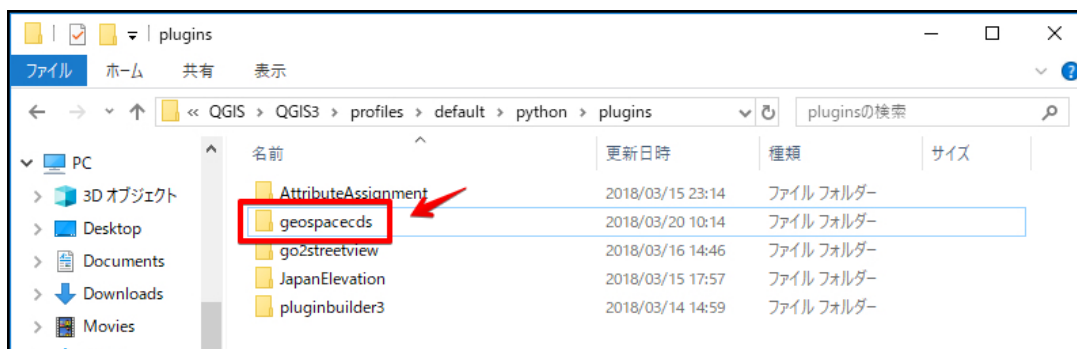 plugins
ファイル ホーム 共有 表示
« QGIS > QGIS3 > profiles > default > python > plugins pluginsの検索
PC
3D オブジェクト
Desktop
Documents
Downloads
Movies
名前 更新日時 種類 サイズ
AttributeAssignment 2018/03/15 23:14 ファイル フォルダー
geospacecds 2018/03/20 10:14 ファイル フォルダー
go2streetview 2018/03/16 14:46 ファイル フォルダー
JapanElevation 2018/03/15 17:57 ファイル フォルダー
pluginbuilder3 2018/03/14 14:59 ファイル フォルダー